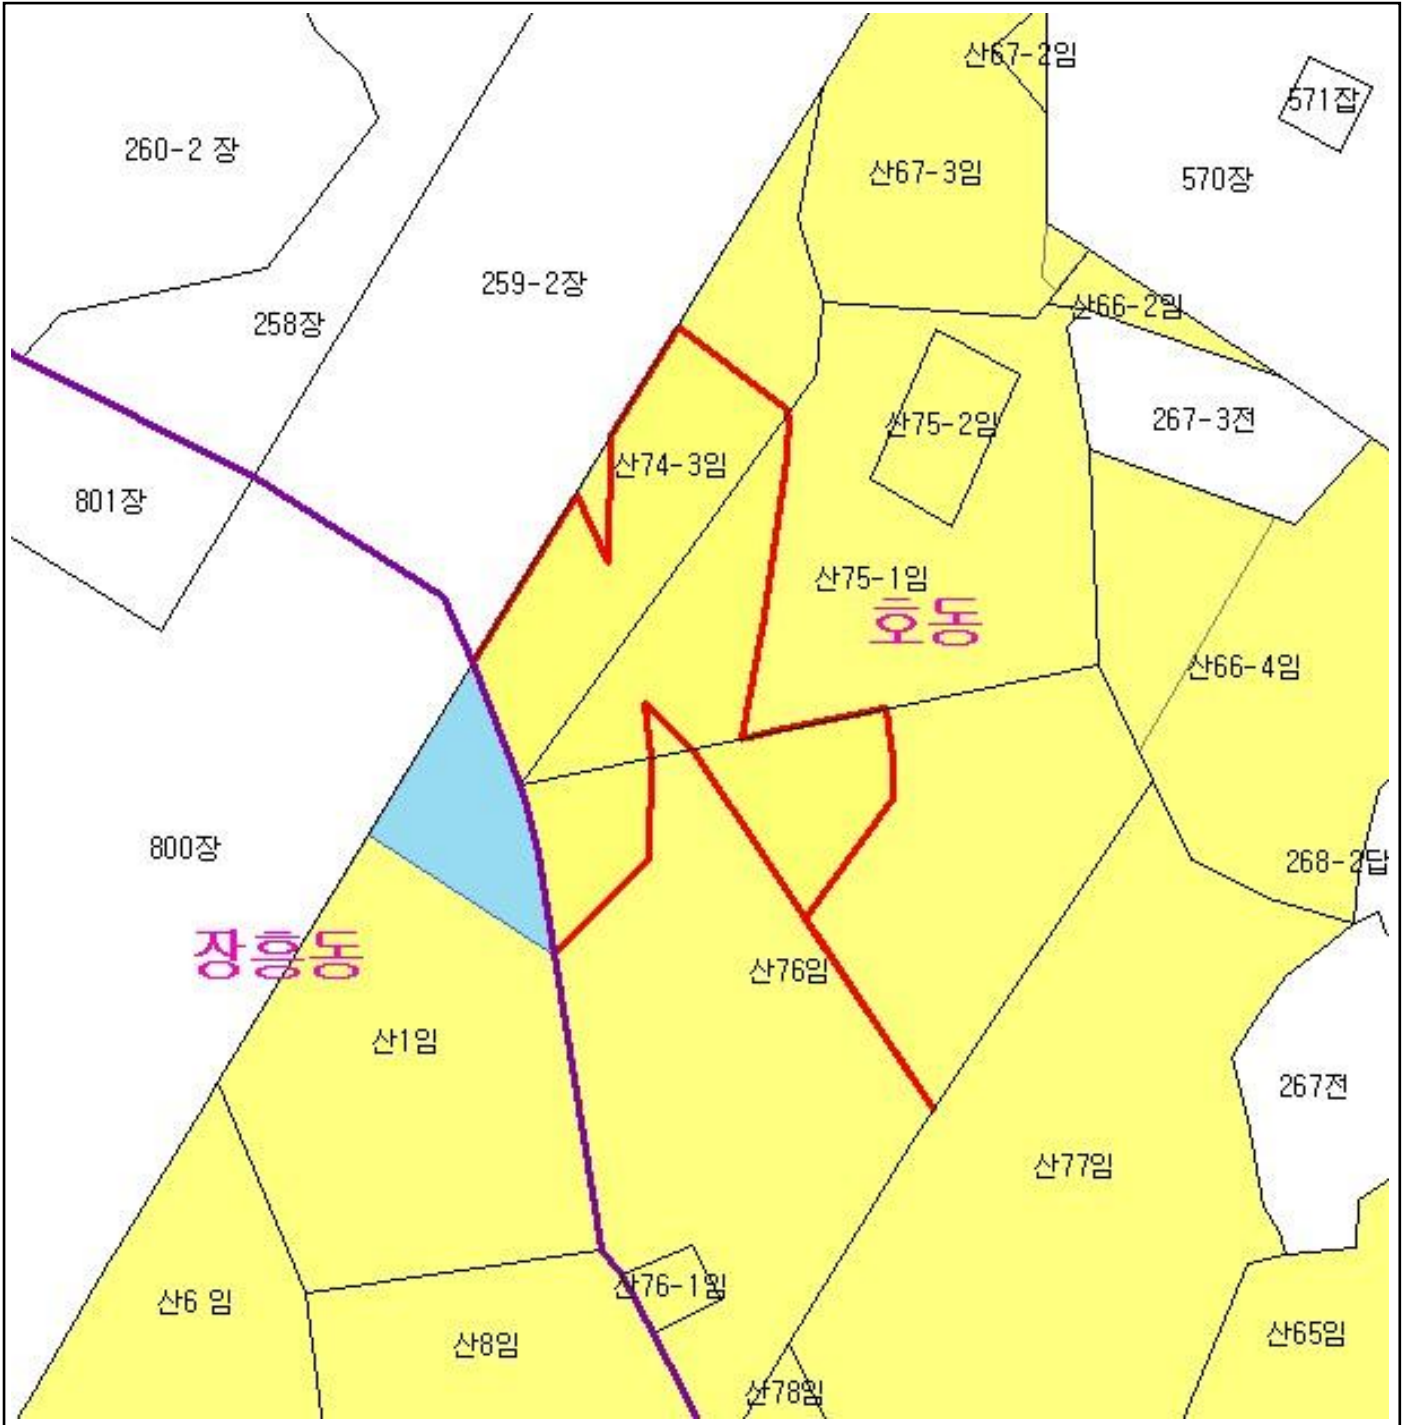 산67-2임
571잡
260-2 장
산67-3임
570장
259-2장
산66-2임
258장
267-3전
산75-2임
산74-3임
801장
산75-1임
호동
산66-4임
800장
268-2답
장흥동
산76임
산1임
267전
산77임
산76-1임
산6 임
산65임
산8임
산78임